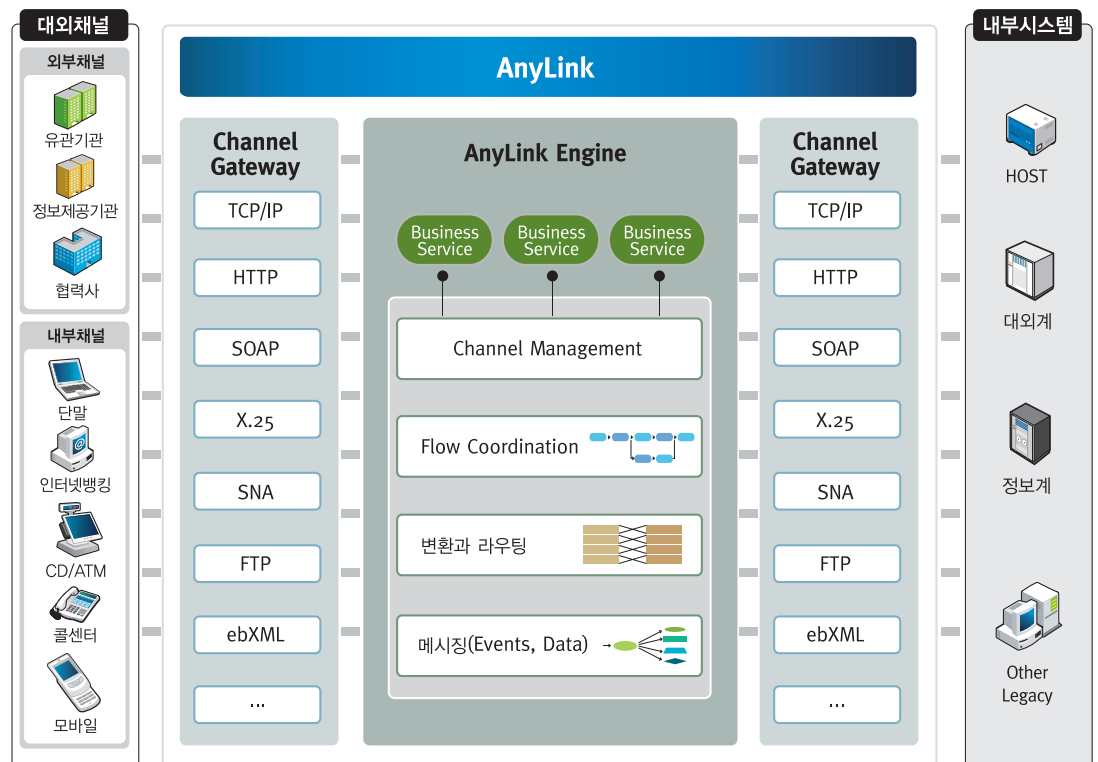 대외채널
외부채널
유관기관
정보제공기관
협력사
내부채널
단말
인터넷뱅킹
CD/ATM
콜센터
모바일
AnyLink
Channel
Gateway
TCP/IP
HTTP
SOAP
X.25
SNA
FTP
ebXML
...
AnyLink Engine
Business
Service
Business
Service
Business
Service
Channel Management
Flow Coordination
변환과 라우팅
메시징(Events, Data)
Channel
Gateway
TCP/IP
HTTP
SOAP
X.25
SNA
FTP
ebXML
...
내부시스템
HOST
대외계
정보계
Other
Legacy